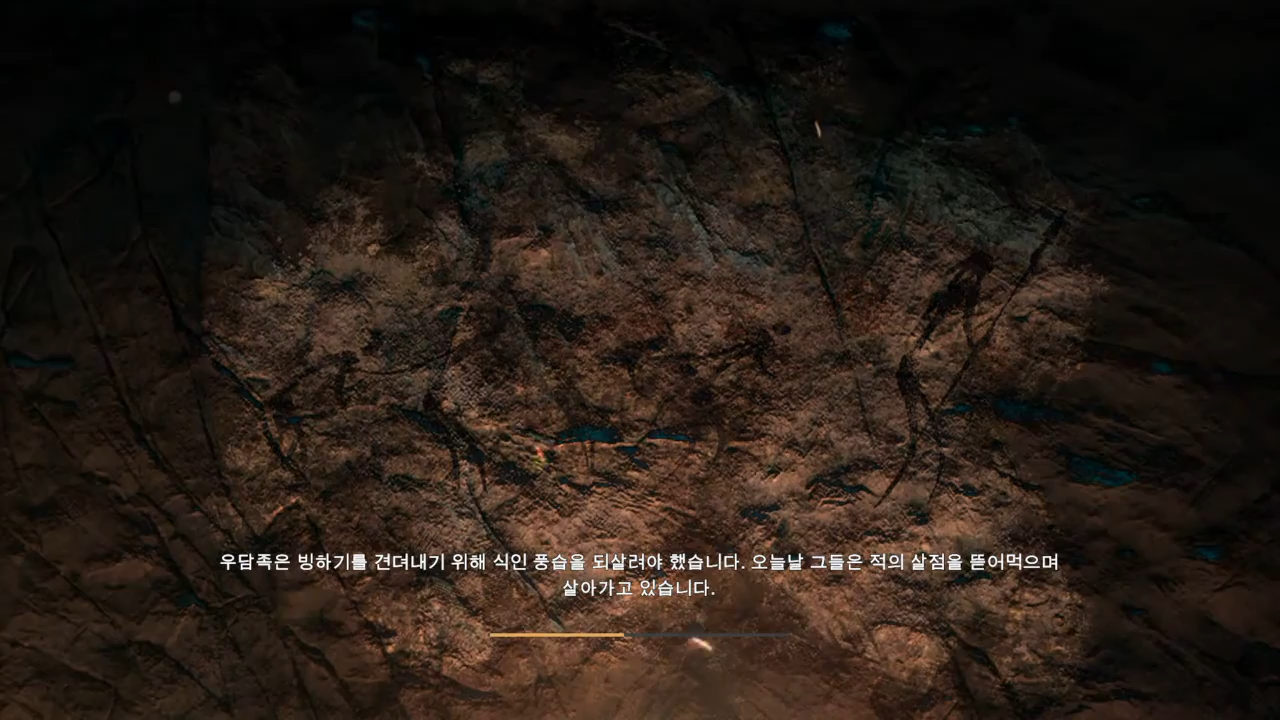 우담족은 빙하기를 견뎌내기 위해 식인 풍습을 되살려야 했습니다. 오늘날 그들은 적의 살점을 뜯어먹으며
살아가고 있습니다.